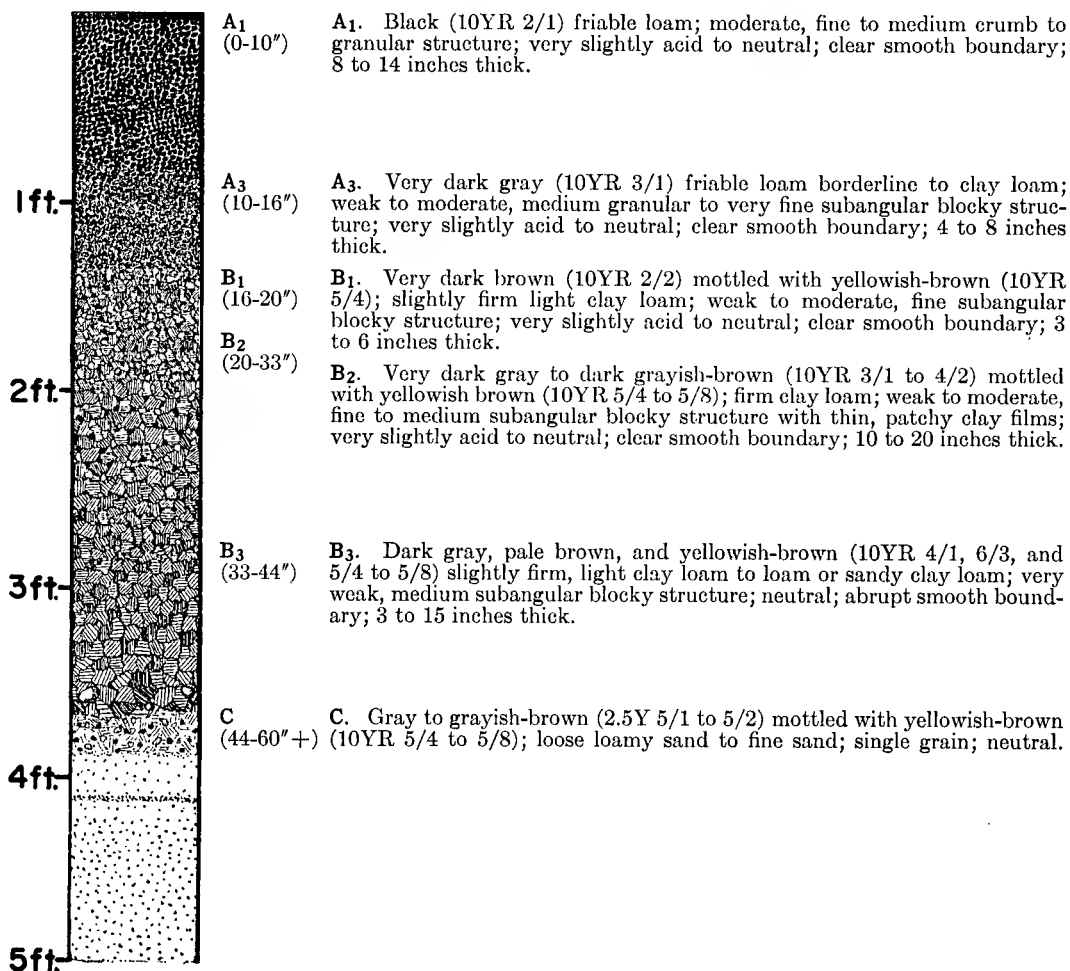 A1
(0-10″)
A1. Black (10YR 2/1) friable loam; moderate, fine to medium crumb to
granular structure; very slightly acid to neutral; clear smooth boundary;
8 to 14 inches thick.
1ft.
A3
(10-16″)
A3. Very dark gray (10YR 3/1) friable loam borderline to clay loam;
weak to moderate, medium granular to very fine subangular blocky struc-
ture; very slightly acid to neutral; clear smooth boundary; 4 to 8 inches
thick.
B1
(16-20″)
B1. Very dark brown (10YR 2/2) mottled with yellowish-brown (10YR
5/4); slightly firm light clay loam; weak to moderate, fine subangular
blocky structure; very slightly acid to neutral; clear smooth boundary; 3
to 6 inches thick.
B2
(20-33″)
2ft.
B2. Very dark gray to dark grayish-brown (10YR 3/1 to 4/2) mottled
with yellowish brown (10YR 5/4 to 5/8); firm clay loam; weak to moderate,
fine to medium subangular blocky structure with thin, patchy clay films;
very slightly acid to neutral; clear smooth boundary; 10 to 20 inches thick.
B3
(33-44″)
3ft.
B3. Dark gray, pale brown, and yellowish-brown (10YR 4/1, 6/3, and
5/4 to 5/8) slightly firm, light clay loam to loam or sandy clay loam; very
weak, medium subangular blocky structure; neutral; abrupt smooth bound-
ary; 3 to 15 inches thick.
C
(44-60″+)
C. Gray to grayish-brown (2.5Y 5/1 to 5/2) mottled with yellowish-brown
(10YR 5/4 to 5/8); loose loamy sand to fine sand; single grain; neutral.
4ft.
5ft.